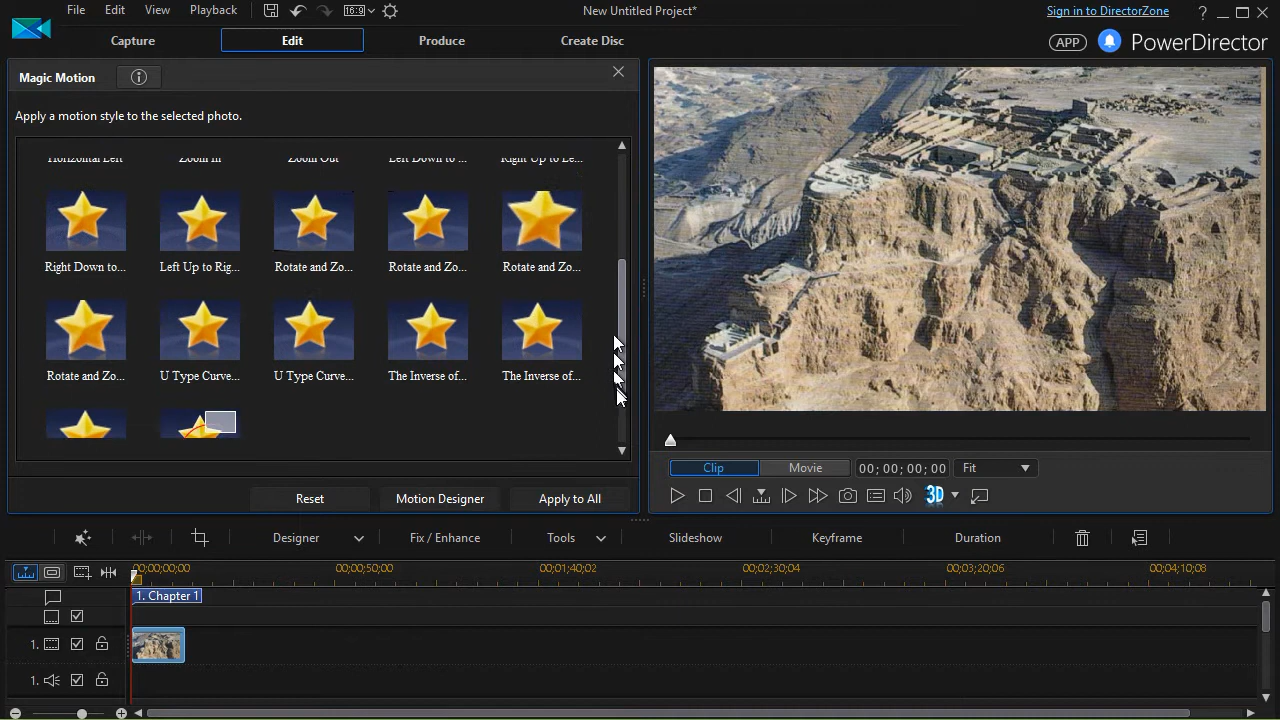 File Edit View Playback 16:9 New Untitled Project* Sign in to DirectorZone ?
Capture Edit Produce Create Disc APP PowerDirector
Magic Motion
Apply a motion style to the selected photo.
Horizontal Left Zoom In Zoom Out Left Down to ... Right Up to Le...
Right Down to... Left Up to Rig... Rotate and Zo... Rotate and Zo... Rotate and Zo...
Rotate and Zo... U Type Curve... U Type Curve... The Inverse of... The Inverse of...
Clip Movie 00; 00; 00; 00 Fit
3D
Reset Motion Designer Apply to All
Designer Fix / Enhance Tools Slideshow Keyframe Duration
00;00;00;00 00;00;50;00 00;01;40;02 00;02;30;04 00;03;20;06 00;04;10;08
1. Chapter 1
1.
1.